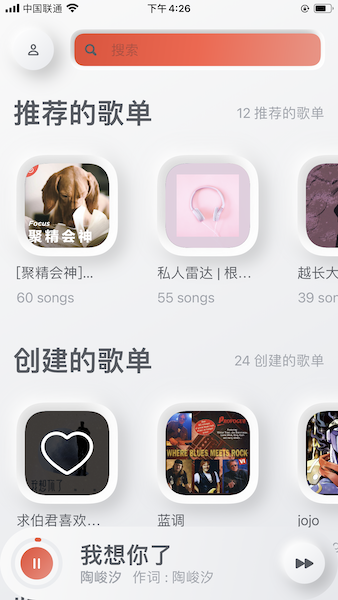 中国联通
下午4:26
搜索
推荐的歌单
12 推荐的歌单
Focus
聚精会神
[聚精会神]...
私人雷达 | 根...
越长大
60 songs
55 songs
39 son
创建的歌单
24 创建的歌单
我想你了
WHERE BLUES MEETS ROCK
求伯君喜欢...
蓝调
jojo
我想你了
陶峻汐 作词 : 陶峻汐